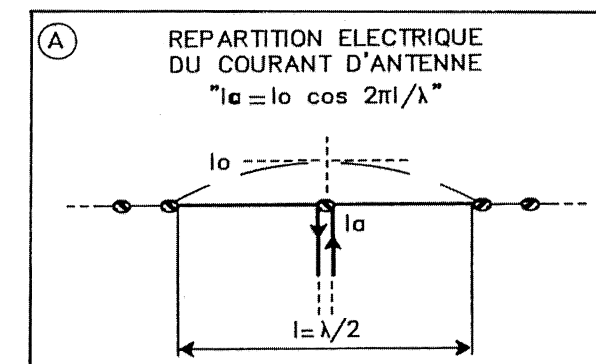 A
REPARTITION ELECTRIQUE
DU COURANT D'ANTENNE
"Ia = Io cos 2πl/λ"
Io
Ia
l = λ/2